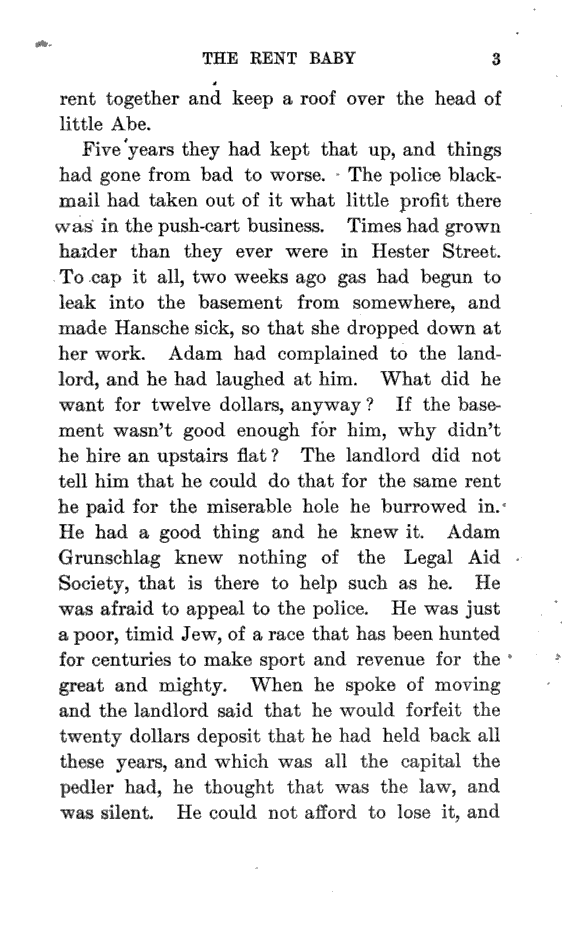 THE RENT BABY 3
rent together and keep a roof over the head of
little Abe.
Five years they had kept that up, and things
had gone from bad to worse. The police black-
mail had taken out of it what little profit there
was in the push-cart business. Times had grown
harder than they ever were in Hester Street.
To cap it all, two weeks ago gas had begun to
leak into the basement from somewhere, and
made Hansche sick, so that she dropped down at
her work. Adam had complained to the land-
lord, and he had laughed at him. What did he
want for twelve dollars, anyway? If the base-
ment wasn't good enough for him, why didn't
he hire an upstairs flat? The landlord did not
tell him that he could do that for the same rent
he paid for the miserable hole he burrowed in.
He had a good thing and he knew it. Adam
Grunschlag knew nothing of the Legal Aid
Society, that is there to help such as he. He
was afraid to appeal to the police. He was just
a poor, timid Jew, of a race that has been hunted
for centuries to make sport and revenue for the
great and mighty. When he spoke of moving
and the landlord said that he would forfeit the
twenty dollars deposit that he had held back all
these years, and which was all the capital the
pedler had, he thought that was the law, and
was silent. He could not afford to lose it, and